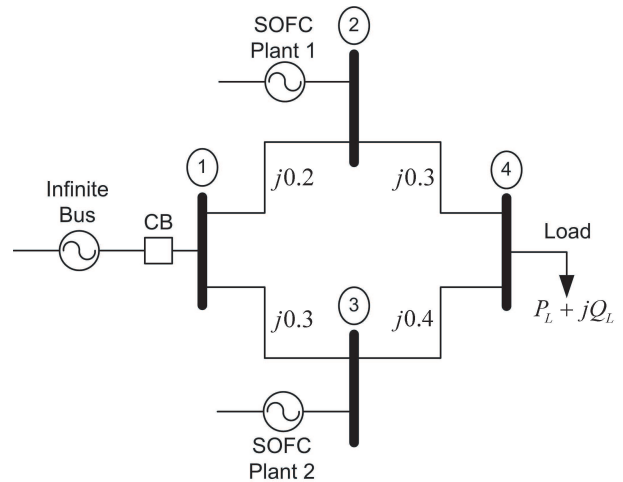 SOFC
Plant 1
2
1
j0.2
j0.3
4
Infinite
Bus
CB
Load
j0.3
3
j0.4
P_L + jQ_L
SOFC
Plant 2